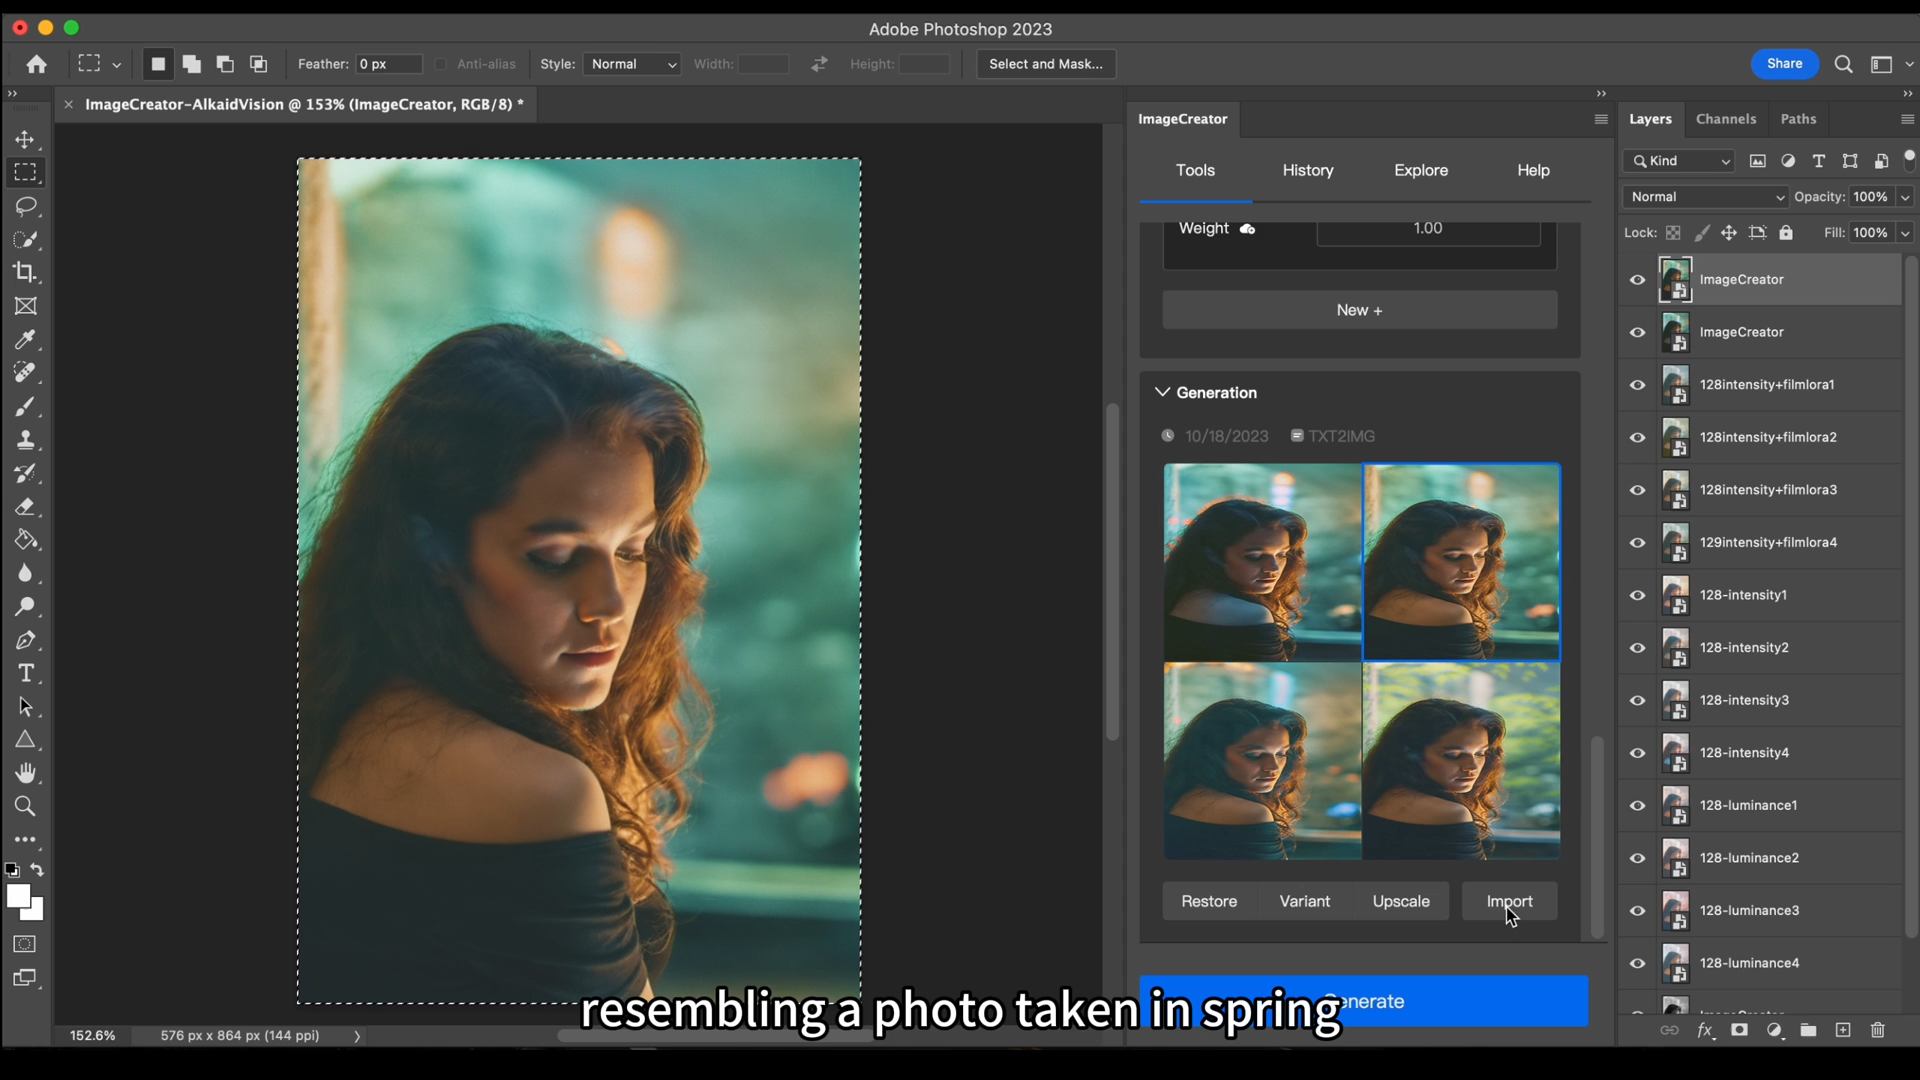 Adobe Photoshop 2023
Feather: 0 px Anti-alias Style: Normal Width: Height: Select and Mask... Share
ImageCreator-AlkaidVision @ 153% (ImageCreator, RGB/8) *
ImageCreator
Tools History Explore Help
Weight 1.00
New +
Generation
10/18/2023 TXT2IMG
Restore Variant Upscale Import
Generate
Layers Channels Paths
Kind
Normal Opacity: 100%
Lock: Fill: 100%
ImageCreator
ImageCreator
128intensity+filmlora1
128intensity+filmlora2
128intensity+filmlora3
129intensity+filmlora4
128-intensity1
128-intensity2
128-intensity3
128-intensity4
128-luminance1
128-luminance2
128-luminance3
128-luminance4
resembling a photo taken in spring
152.6% 576 px x 864 px (144 ppi)